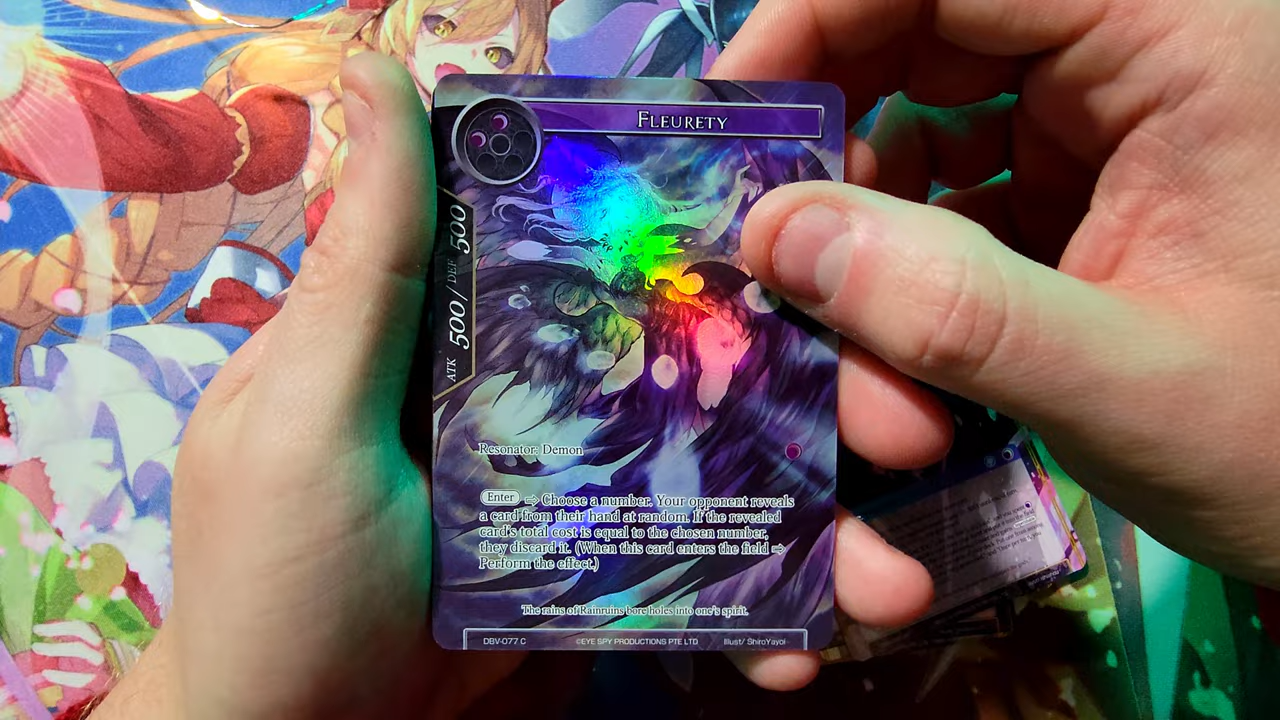 Fleurety
ATK 500 / DEF 500
Resonator: Demon
Enter ⇒ Choose a number. Your opponent reveals
a card from their hand at random. If the revealed
card's total cost is equal to the chosen number,
they discard it. (When this card enters the field ⇒
Perform the effect.)
The rains of Rainruins bore holes into one's spirit.
DBV-077 C ©EYE SPY PRODUCTIONS PTE LTD Illust/ ShiroYayoi